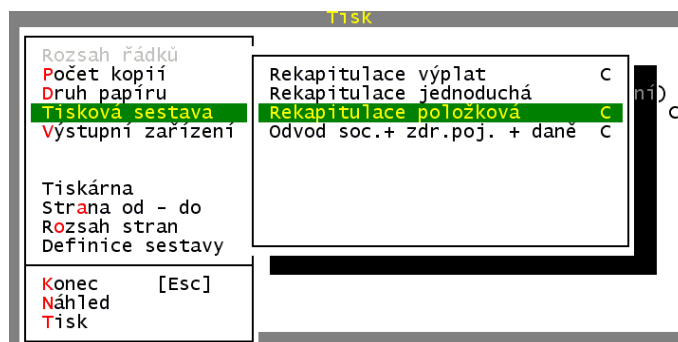 Tisk
Rozsah řádků
Počet kopií
Druh papíru
Tisková sestava
Výstupní zařízení
Tiskárna
Strana od - do
Rozsah stran
Definice sestavy
Konec [Esc]
Náhled
Tisk
Rekapitulace výplat C
Rekapitulace jednoduchá
Rekapitulace položková C
Odvod soc.+ zdr.poj. + daně C
ní)